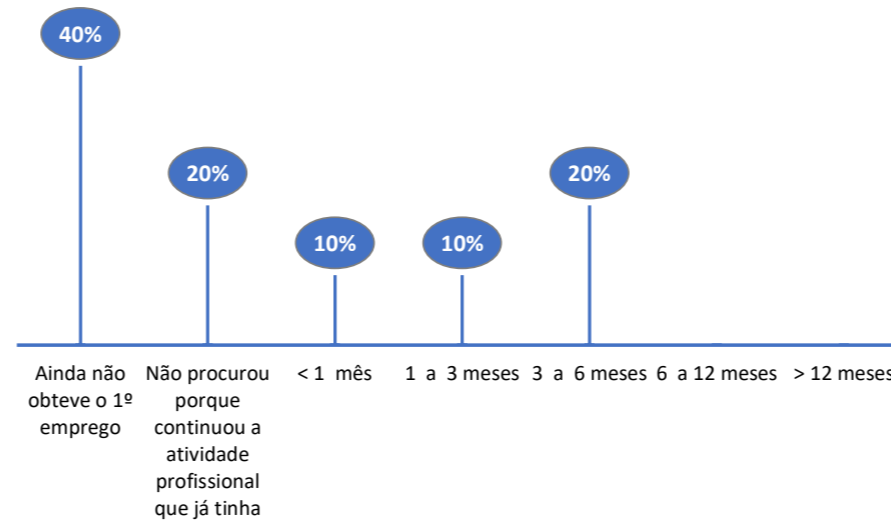 40%
20%
20%
10%
10%
Ainda não
obteve o 1º
emprego
Não procurou
porque
continuou a
atividade
profissional
que já tinha
< 1 mês
1 a 3 meses
3 a 6 meses
6 a 12 meses
> 12 meses